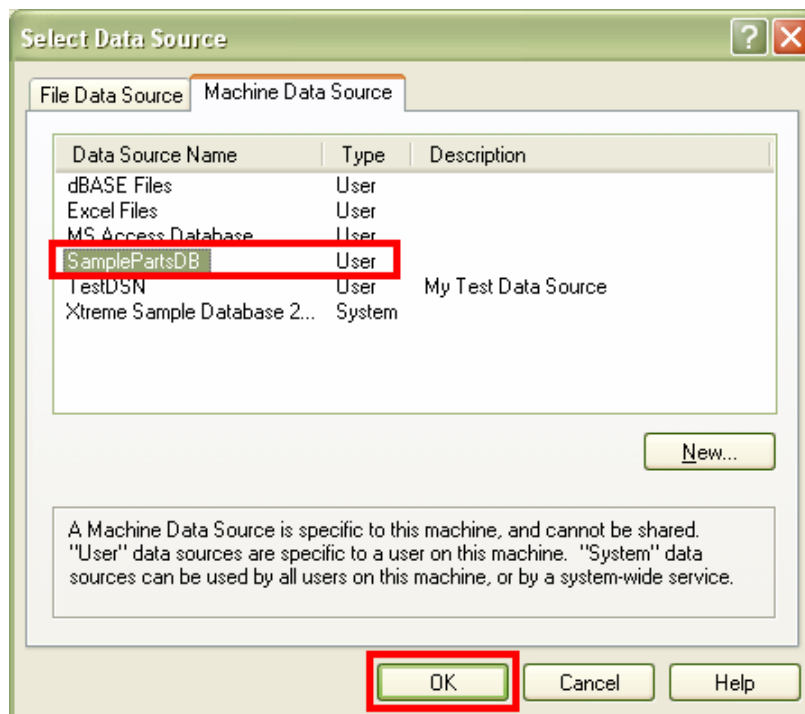 Select Data Source
File Data Source Machine Data Source
Data Source Name Type Description
dBASE Files User
Excel Files User
MS Access Database User
SamplePartsDB User
TestDSN User My Test Data Source
Xtreme Sample Database 2... System
New...
A Machine Data Source is specific to this machine, and cannot be shared.
"User" data sources are specific to a user on this machine. "System" data
sources can be used by all users on this machine, or by a system-wide service.
OK Cancel Help